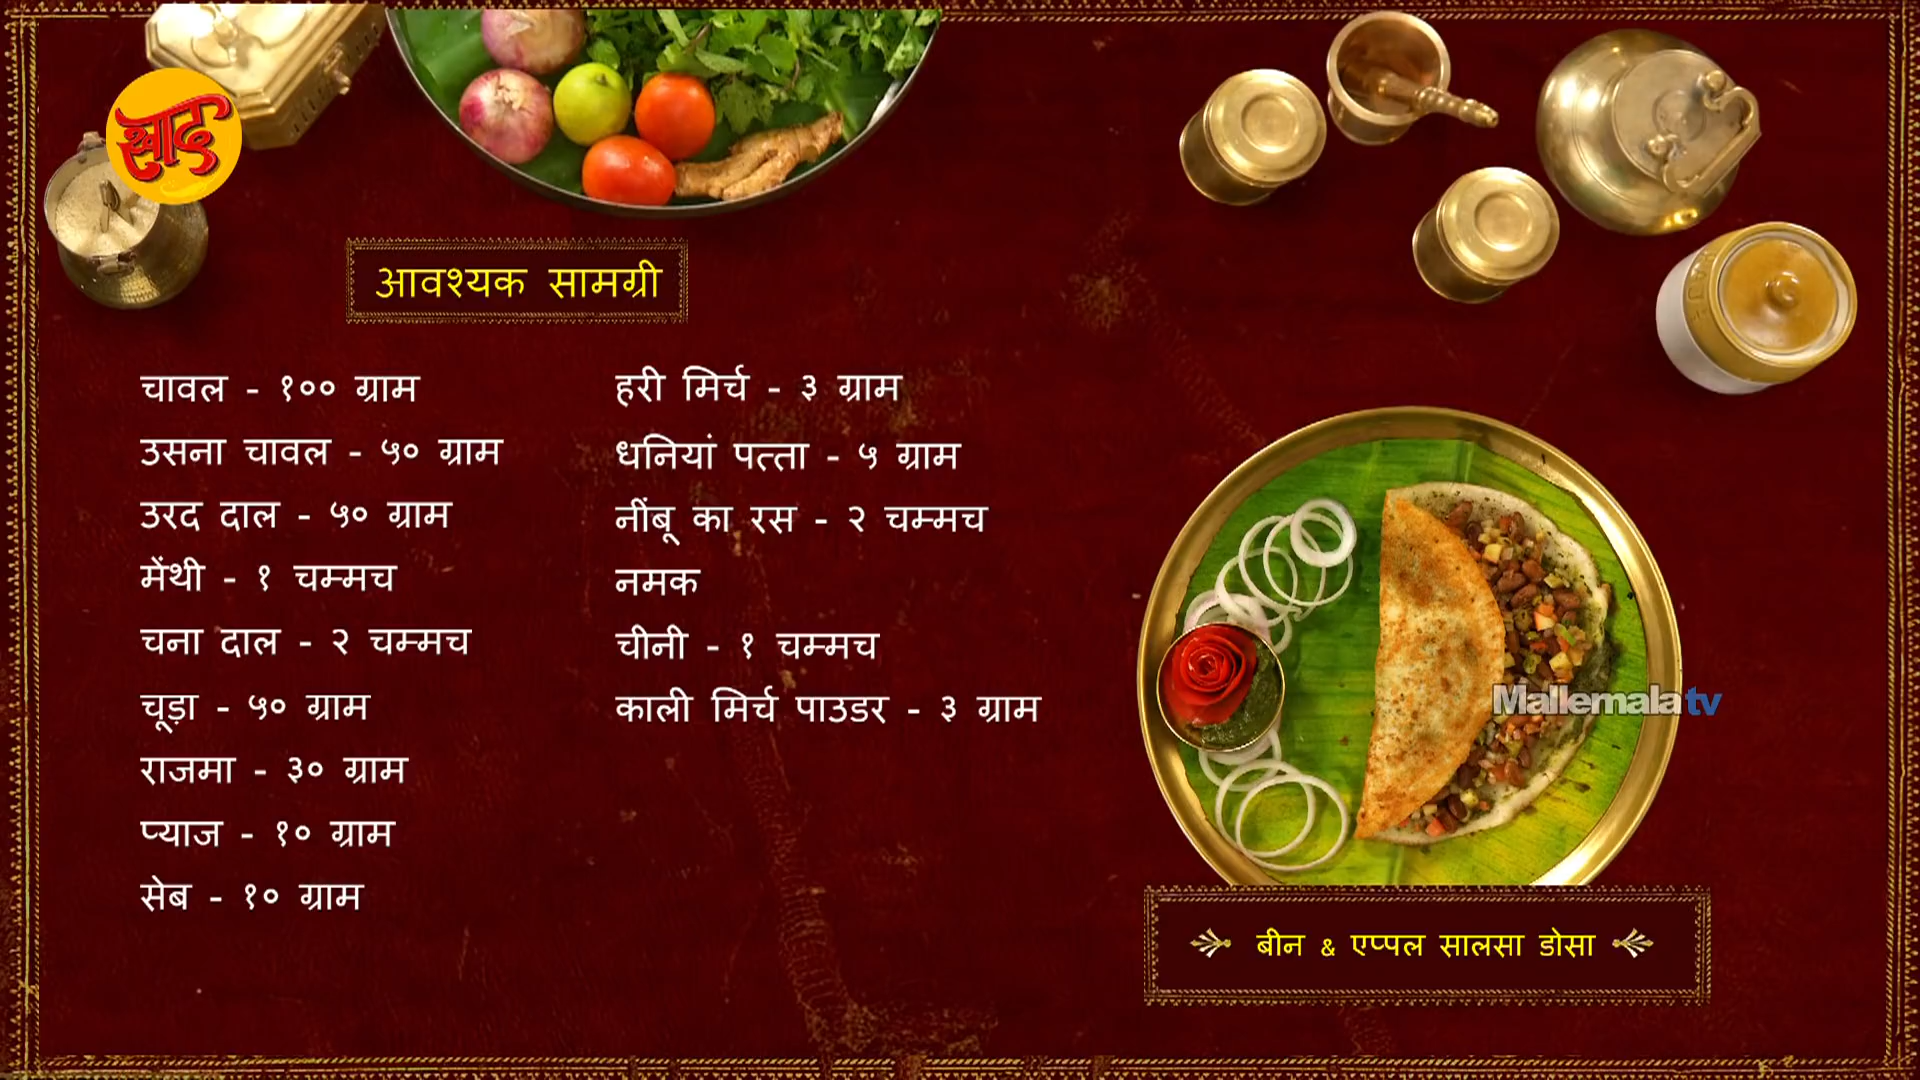 स्वाद
आवश्यक सामग्री
चावल - १०० ग्राम
उसना चावल - ५० ग्राम
उरद दाल - ५० ग्राम
मेंथी - १ चम्मच
चना दाल - २ चम्मच
चूड़ा - ५० ग्राम
राजमा - ३० ग्राम
प्याज - १० ग्राम
सेब - १० ग्राम
हरी मिर्च - ३ ग्राम
धनियां पत्ता - ५ ग्राम
नींबू का रस - २ चम्मच
नमक
चीनी - १ चम्मच
काली मिर्च पाउडर - ३ ग्राम
Mallemalatv
बीन & एप्पल सालसा डोसा